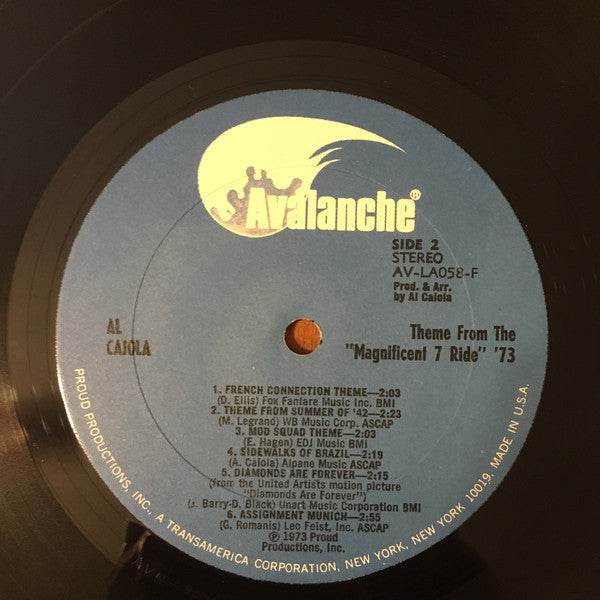 Avalanche®
SIDE 2
STEREO
AV-LA058-F
Prod. & Arr.
by Al Caiola
AL
CAIOLA
Theme From The
"Magnificent 7 Ride" '73
1. FRENCH CONNECTION THEME—2:03
(D. Ellis) Fox Fanfare Music Inc. BMI
2. THEME FROM SUMMER OF '42—2:23
(M. Legrand) WB Music Corp. ASCAP
3. MOD SQUAD THEME—2:03
(E. Hagen) EDJ Music BMI
4. SIDEWALKS OF BRAZIL—2:19
(A. Caiola) Alpane Music ASCAP
5. DIAMONDS ARE FOREVER—2:15
(from the United Artists motion picture
"Diamonds Are Forever")
(J. Barry-D. Black) Unart Music Corporation BMI
6. ASSIGNMENT MUNICH—2:55
(G. Romanis) Leo Feist, Inc. ASCAP
℗ 1973 Proud
Productions, Inc.
PROUD PRODUCTIONS, INC., A TRANSAMERICA CORPORATION, NEW YORK, NEW YORK 10019. MADE IN U.S.A.